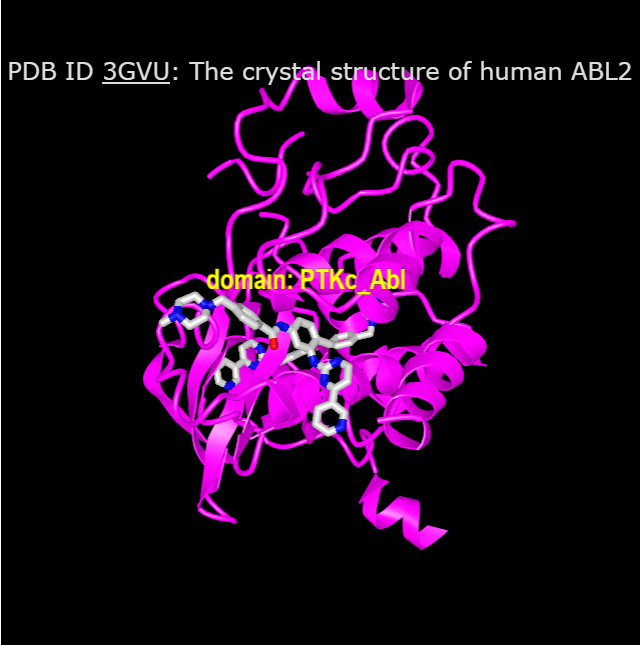 PDB ID 3GVU: The crystal structure of human ABL2
domain: PTKc_Abl